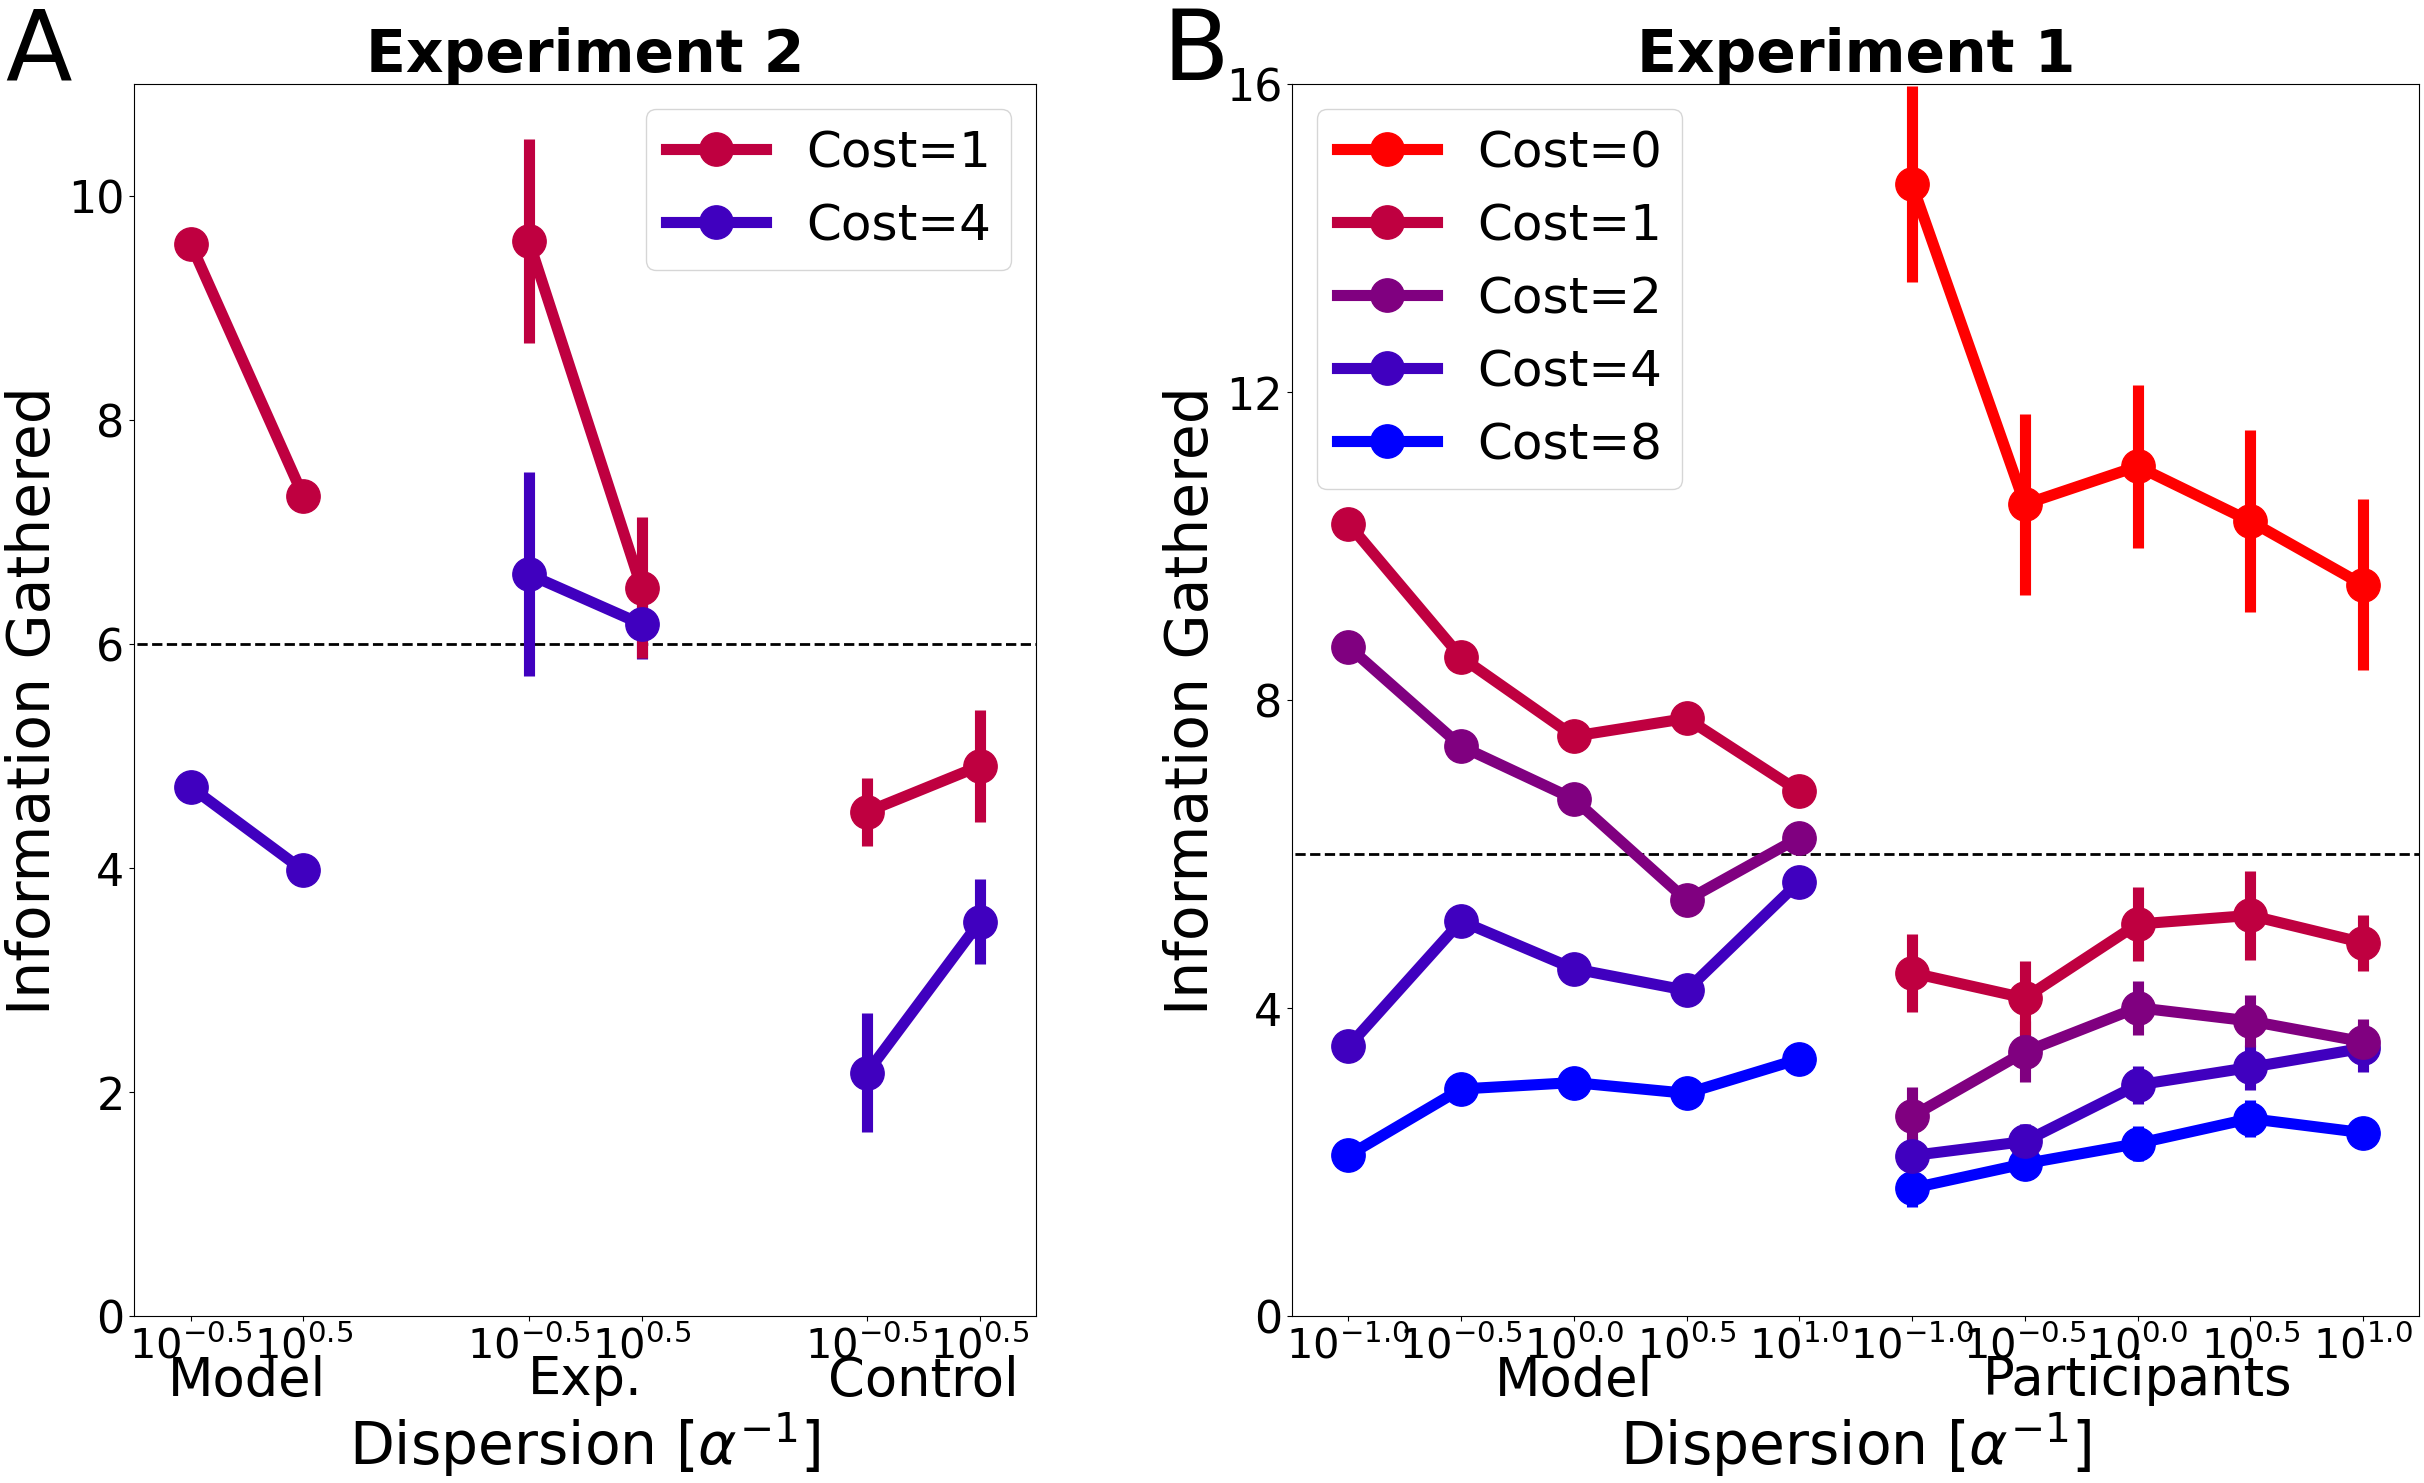 A
Experiment 2
Information Gathered
10
8
6
4
2
0
Cost=1
Cost=4
10^−0.5 10^0.5 10^−0.5 10^0.5 10^−0.5 10^0.5
Model Exp. Control
Dispersion [α^−1]
B
Experiment 1
Information Gathered
16
12
8
4
0
Cost=0
Cost=1
Cost=2
Cost=4
Cost=8
10^−1.0 10^−0.5 10^0.0 10^0.5 10^1.0 10^−1.0 10^−0.5 10^0.0 10^0.5 10^1.0
Model Participants
Dispersion [α^−1]